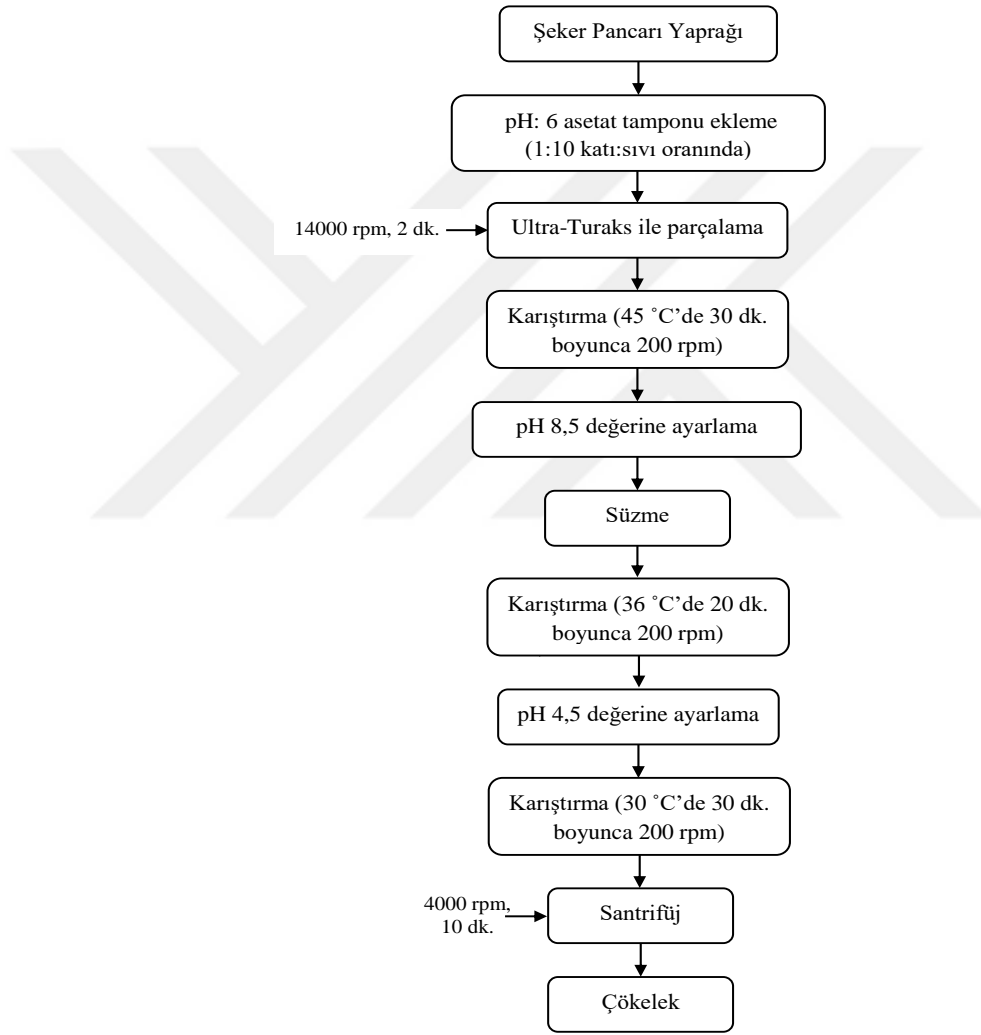 Şeker Pancarı Yaprağı
pH: 6 asetat tamponu ekleme
(1:10 katı:sıvı oranında)
14000 rpm, 2 dk.
Ultra-Turaks ile parçalama
Karıştırma (45 ˚C’de 30 dk.
boyunca 200 rpm)
pH 8,5 değerine ayarlama
Süzme
Karıştırma (36 ˚C’de 20 dk.
boyunca 200 rpm)
pH 4,5 değerine ayarlama
Karıştırma (30 ˚C’de 30 dk.
boyunca 200 rpm)
4000 rpm,
10 dk.
Santrifüj
Çökelek